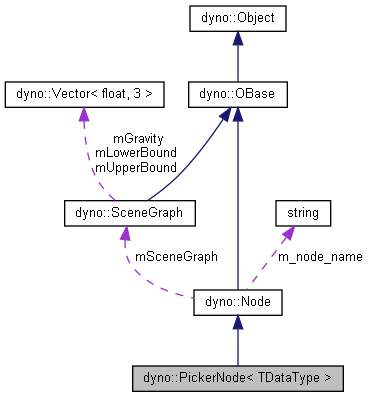 dyno::Object
dyno::Vector< float, 3 >
dyno::OBase
mGravity
mLowerBound
mUpperBound
dyno::SceneGraph
string
mSceneGraph
m_node_name
dyno::Node
dyno::PickerNode< TDataType >